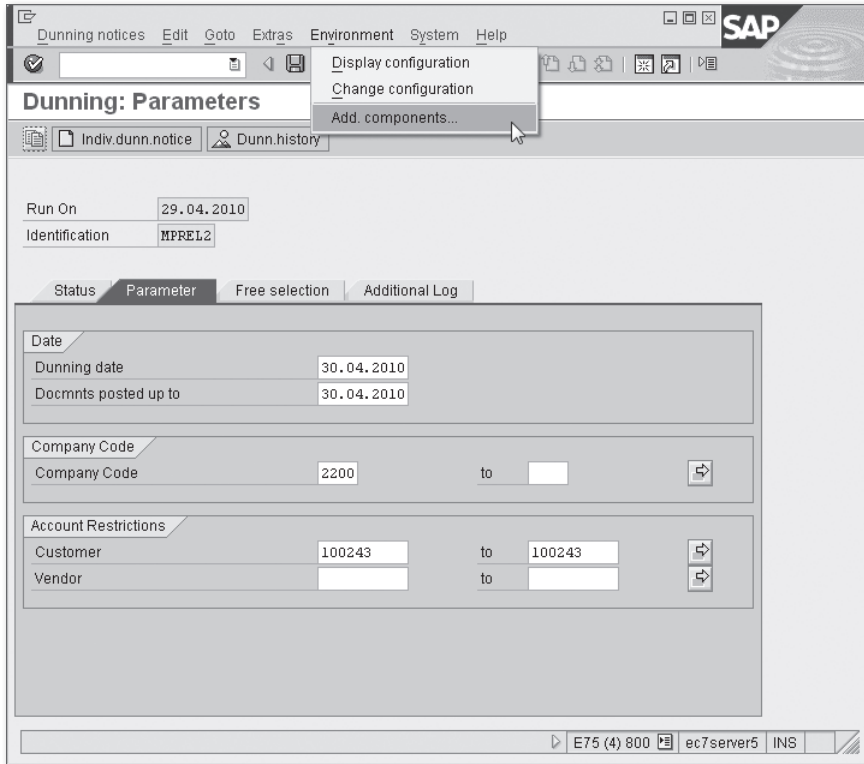 Dunning notices Edit Goto Extras Environment System Help
SAP
Display configuration
Change configuration
Add. components...
Dunning: Parameters
Indiv.dunn.notice Dunn.history
Run On 29.04.2010
Identification MPREL2
Status Parameter Free selection Additional Log
Date
Dunning date 30.04.2010
Docmnts posted up to 30.04.2010
Company Code
Company Code 2200 to
Account Restrictions
Customer 100243 to 100243
Vendor to
E75 (4) 800 ec7server5 INS